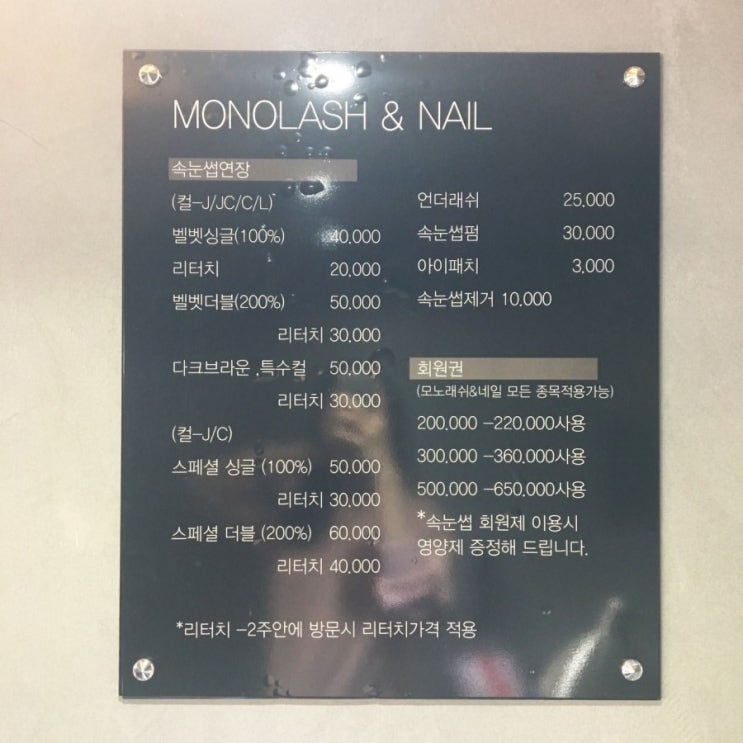 MONOLASH & NAIL
속눈썹연장
(컬-J/JC/C/L)
벨벳싱글(100%) 40,000
리터치 20,000
벨벳더블(200%) 50,000
리터치 30,000
다크브라운 ,특수컬 50,000
리터치 30,000
(컬-J/C)
스페셜 싱글 (100%) 50,000
리터치 30,000
스페셜 더블 (200%) 60,000
리터치 40,000
언더래쉬 25,000
속눈썹펌 30,000
아이패치 3,000
속눈썹제거 10,000
회원권
(모노래쉬&네일 모든 종목적용가능)
200,000 -220,000사용
300,000 -360,000사용
500,000 -650,000사용
*속눈썹 회원제 이용시
영양제 증정해 드립니다.
*리터치 -2주안에 방문시 리터치가격 적용